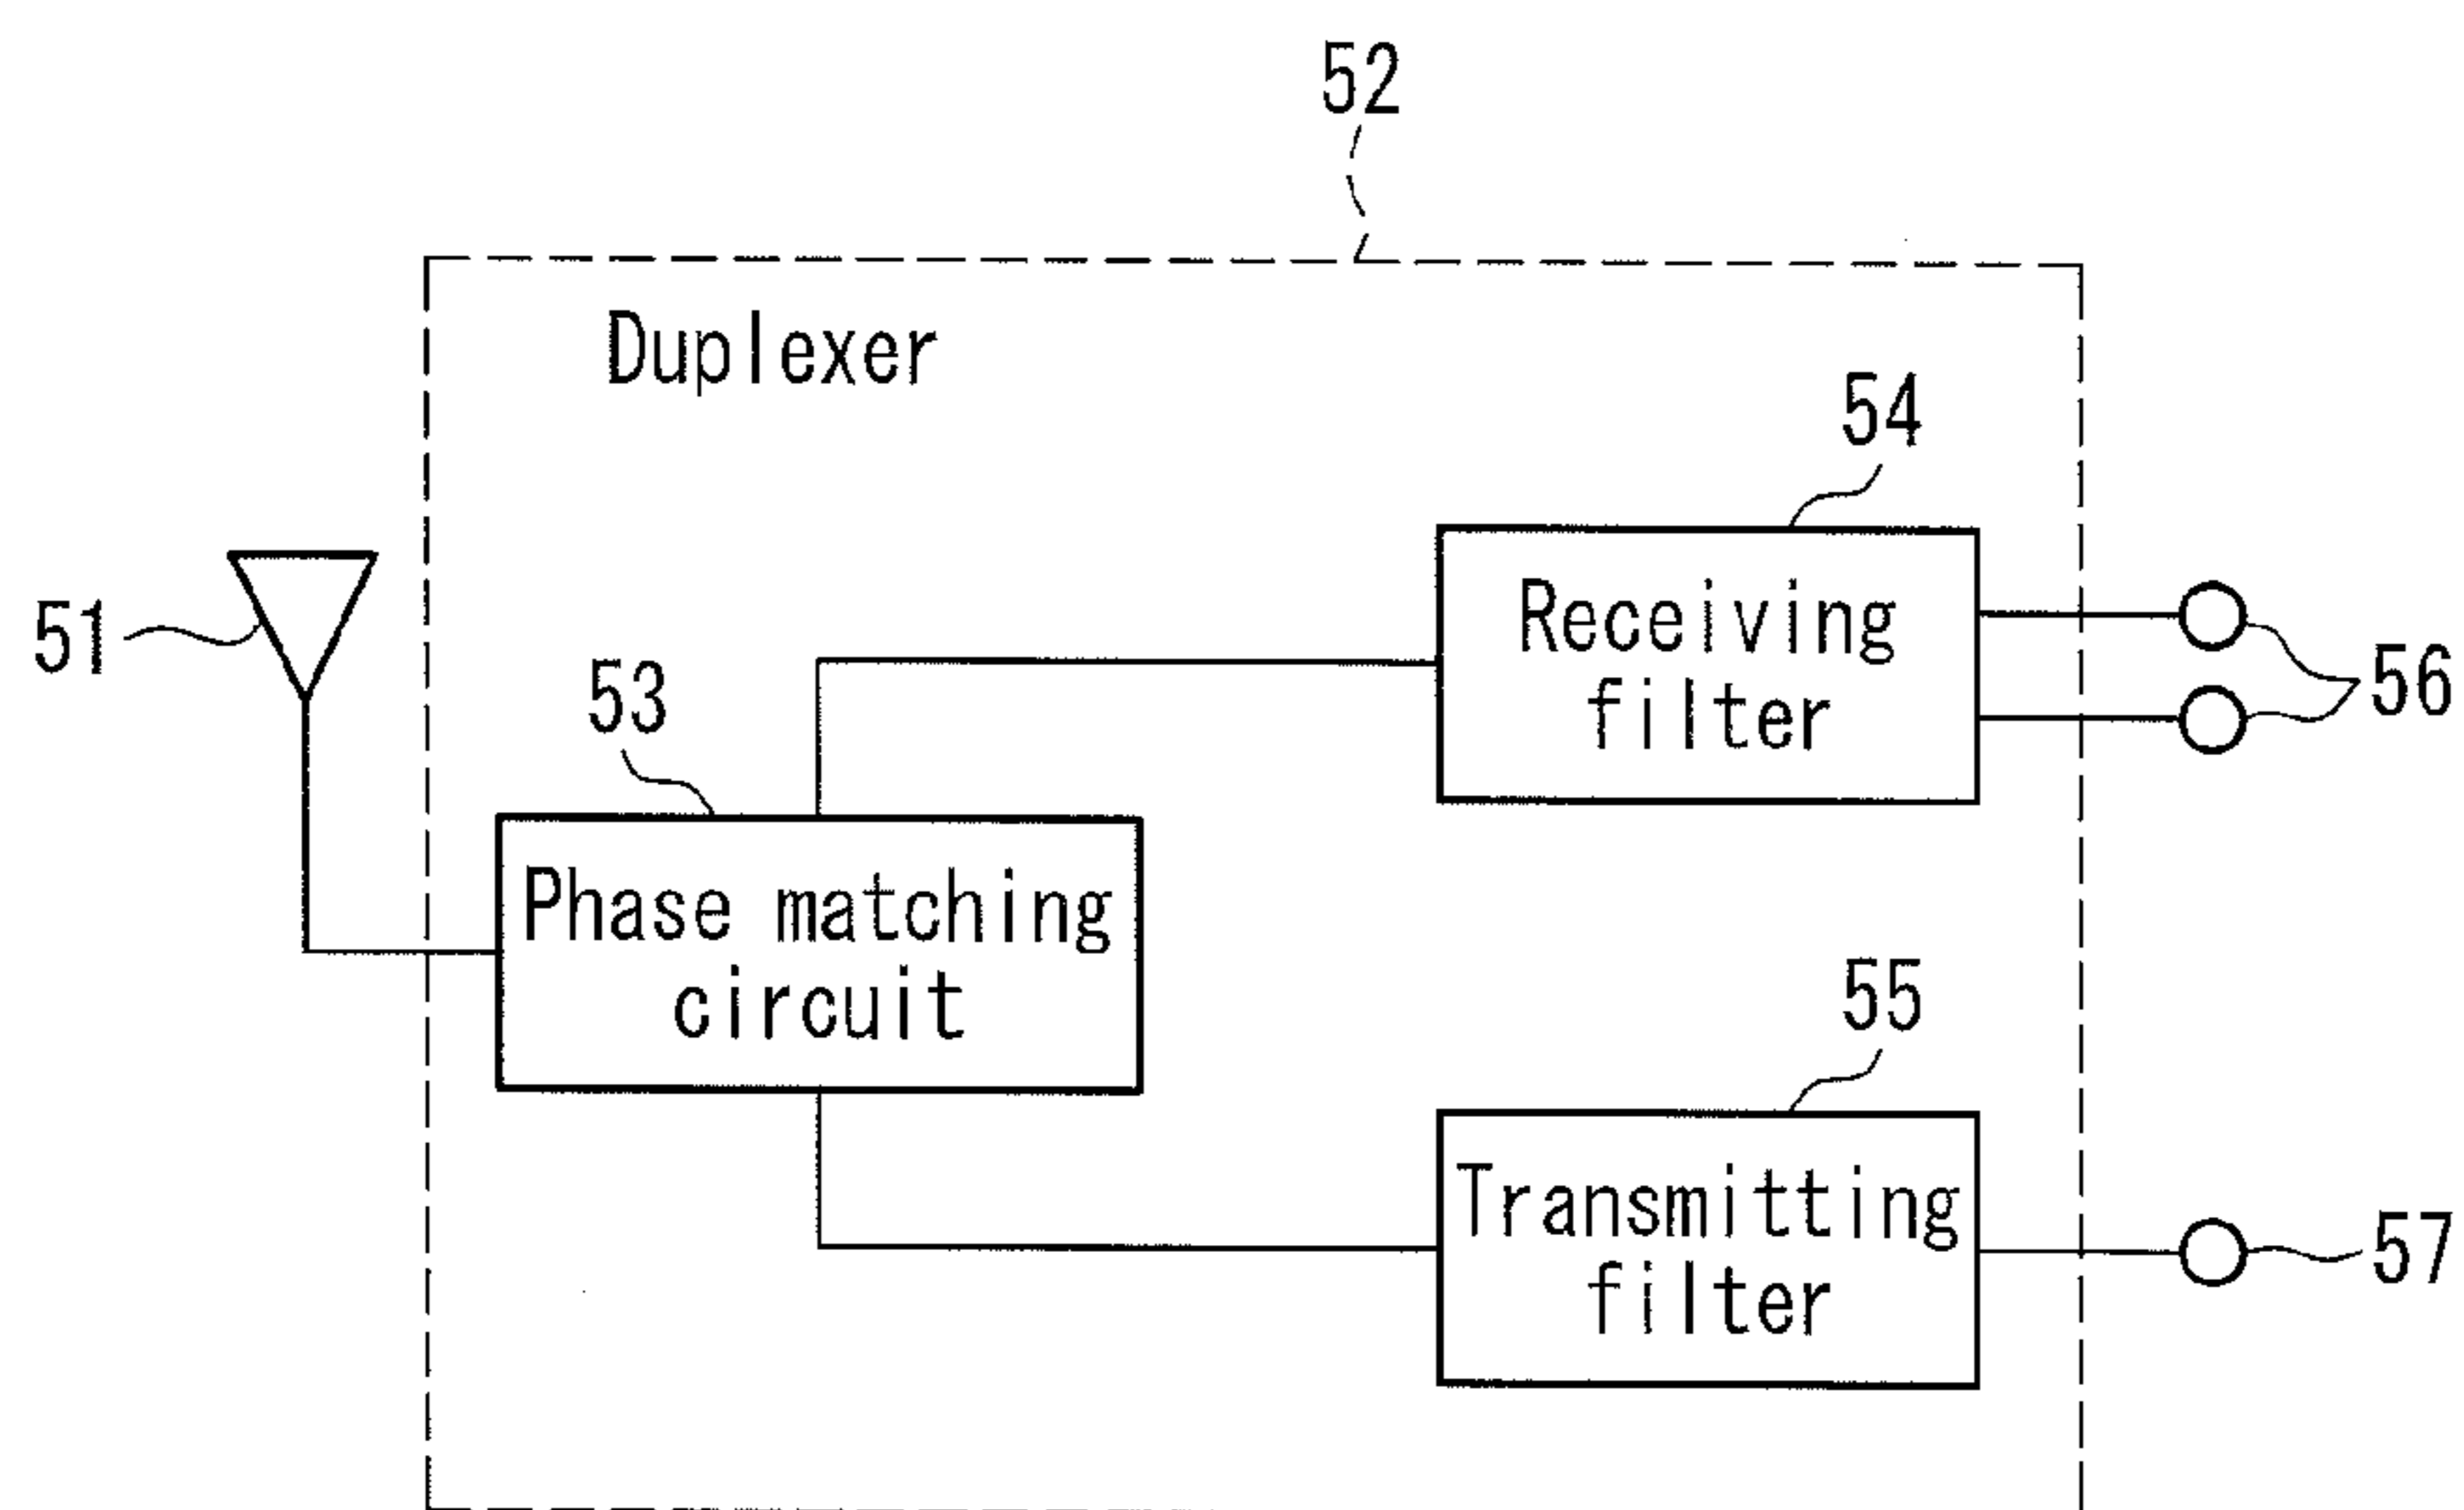 52
Duplexer
54
51
Receiving
filter
56
53
Phase matching
circuit
55
Transmitting
filter
57